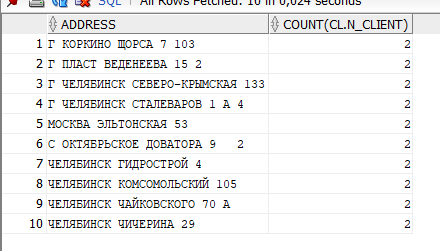 SQL | All Rows Fetched: 10 in 0,024 seconds
ADDRESS COUNT(CL.N_CLIENT)
1 Г КОРКИНО ЩОРСА 7 103 2
2 Г ПЛАСТ ВЕДЕНЕЕВА 15 2 2
3 Г ЧЕЛЯБИНСК СЕВЕРО-КРЫМСКАЯ 133 2
4 Г ЧЕЛЯБИНСК СТАЛЕВАРОВ 1 А 4 2
5 МОСКВА ЭЛЬТОНСКАЯ 53 2
6 С ОКТЯБРЬСКОЕ ДОВАТОРА 9 2 2
7 ЧЕЛЯБИНСК ГИДРОСТРОЙ 4 2
8 ЧЕЛЯБИНСК КОМСОМОЛЬСКИЙ 105 2
9 ЧЕЛЯБИНСК ЧАЙКОВСКОГО 70 А 2
10 ЧЕЛЯБИНСК ЧИЧЕРИНА 29 2